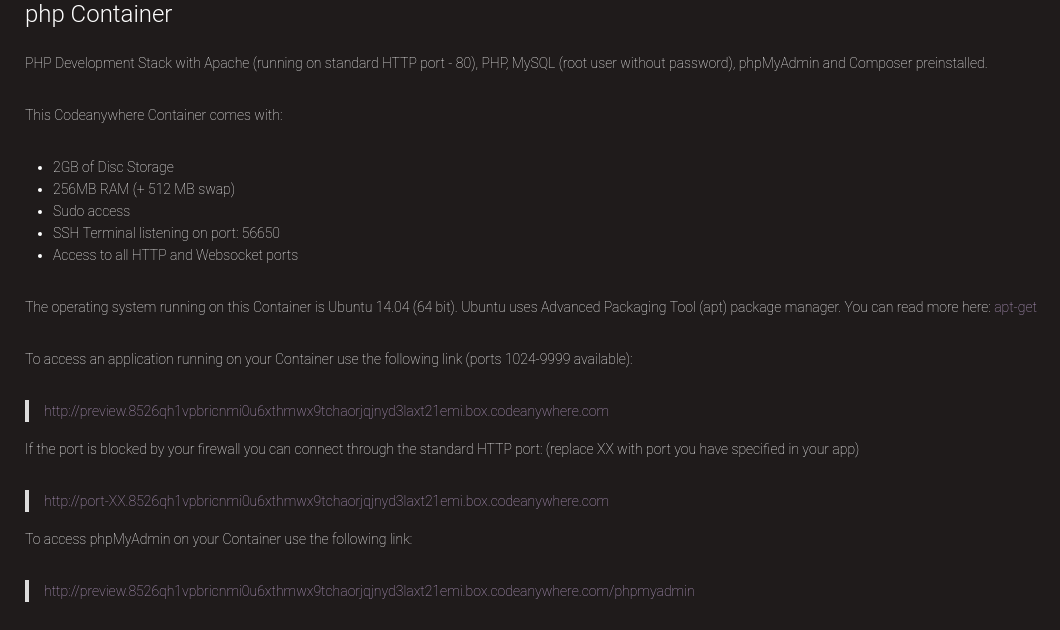 php Container
PHP Development Stack with Apache (running on standard HTTP port - 80), PHP, MySQL (root user without password), phpMyAdmin and Composer preinstalled.
This Codeanywhere Container comes with:
2GB of Disc Storage
256MB RAM (+ 512 MB swap)
Sudo access
SSH Terminal listening on port: 56650
Access to all HTTP and Websocket ports
The operating system running on this Container is Ubuntu 14.04 (64 bit). Ubuntu uses Advanced Packaging Tool (apt) package manager. You can read more here: apt-get
To access an application running on your Container use the following link (ports 1024-9999 available):
http://preview.8526qh1vpbricnmi0u6xthmwx9tchaorjqjnyd3laxt21emi.box.codeanywhere.com
If the port is blocked by your firewall you can connect through the standard HTTP port: (replace XX with port you have specified in your app)
http://port-XX.8526qh1vpbricnmi0u6xthmwx9tchaorjqjnyd3laxt21emi.box.codeanywhere.com
To access phpMyAdmin on your Container use the following link:
http://preview.8526qh1vpbricnmi0u6xthmwx9tchaorjqjnyd3laxt21emi.box.codeanywhere.com/phpmyadmin